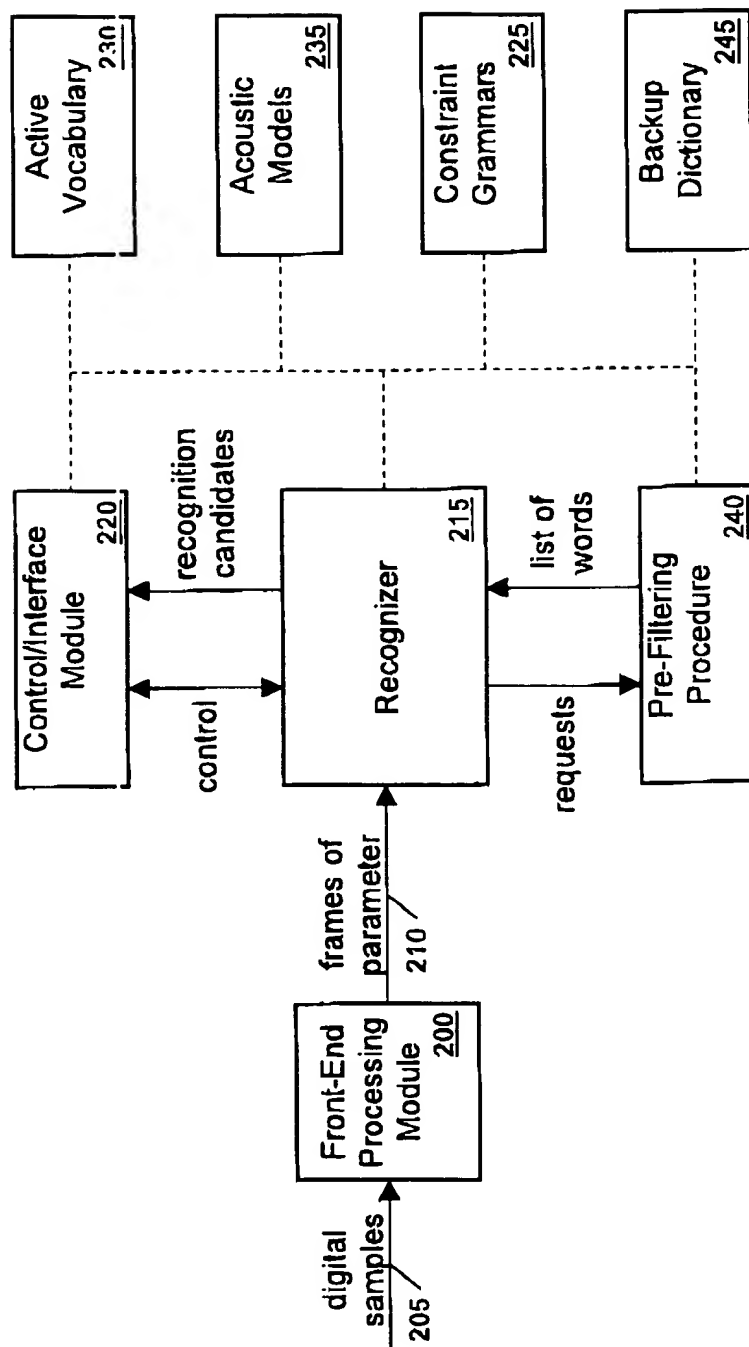 digital
samples
205
Front-End
Processing
Module
200
frames of
parameter
210
Control/Interface
Module
220
control
recognition
candidates
Recognizer
215
requests
list of
words
Pre-Filtering
Procedure
240
Active
Vocabulary
230
Acoustic
Models
235
Constraint
Grammars
225
Backup
Dictionary
245